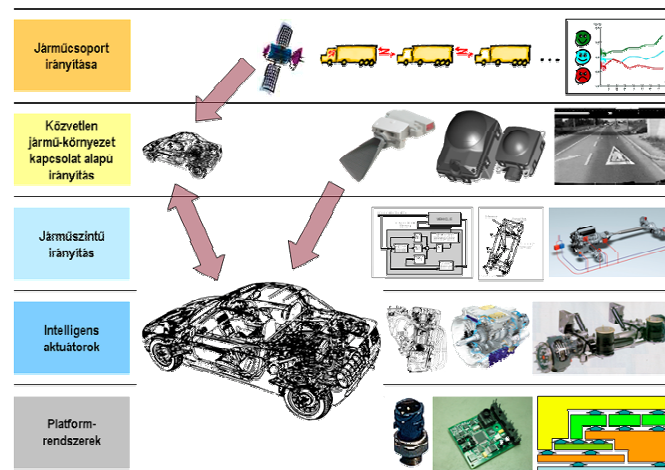 Járműcsoport
irányítása
...
Közvetlen
jármű-környezet
kapcsolat alapú
irányítás
Járműszintű
irányítás
Intelligens
aktuátorok
Platform-
rendszerek